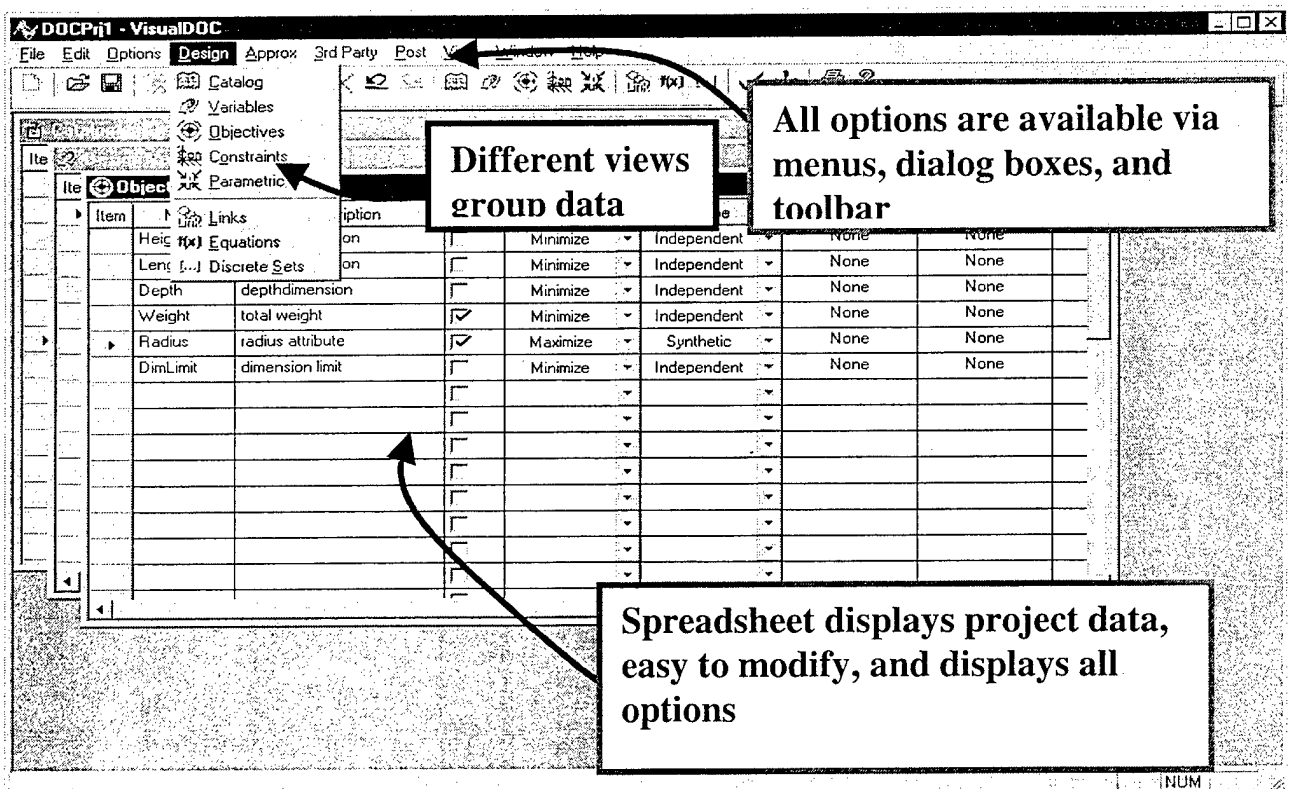 DOCPrj1 - VisualDOC
File Edit Options Design Approx 3rd Party Post Window Help
Catalog
Variables
Objectives
Constraints
Parametric
Links
f(x) Equations
[...] Discrete Sets
f(x)
Different views
group data
All options are available via
menus, dialog boxes, and
toolbar
Ite
Ite
Item
Minimize Independent None None
Minimize Independent None None
Depth depthdimension Minimize Independent None None
Weight total weight Minimize Independent None None
Radius radius attribute Maximize Synthetic None None
DimLimit dimension limit Minimize Independent None None
Spreadsheet displays project data,
easy to modify, and displays all
options
NUM